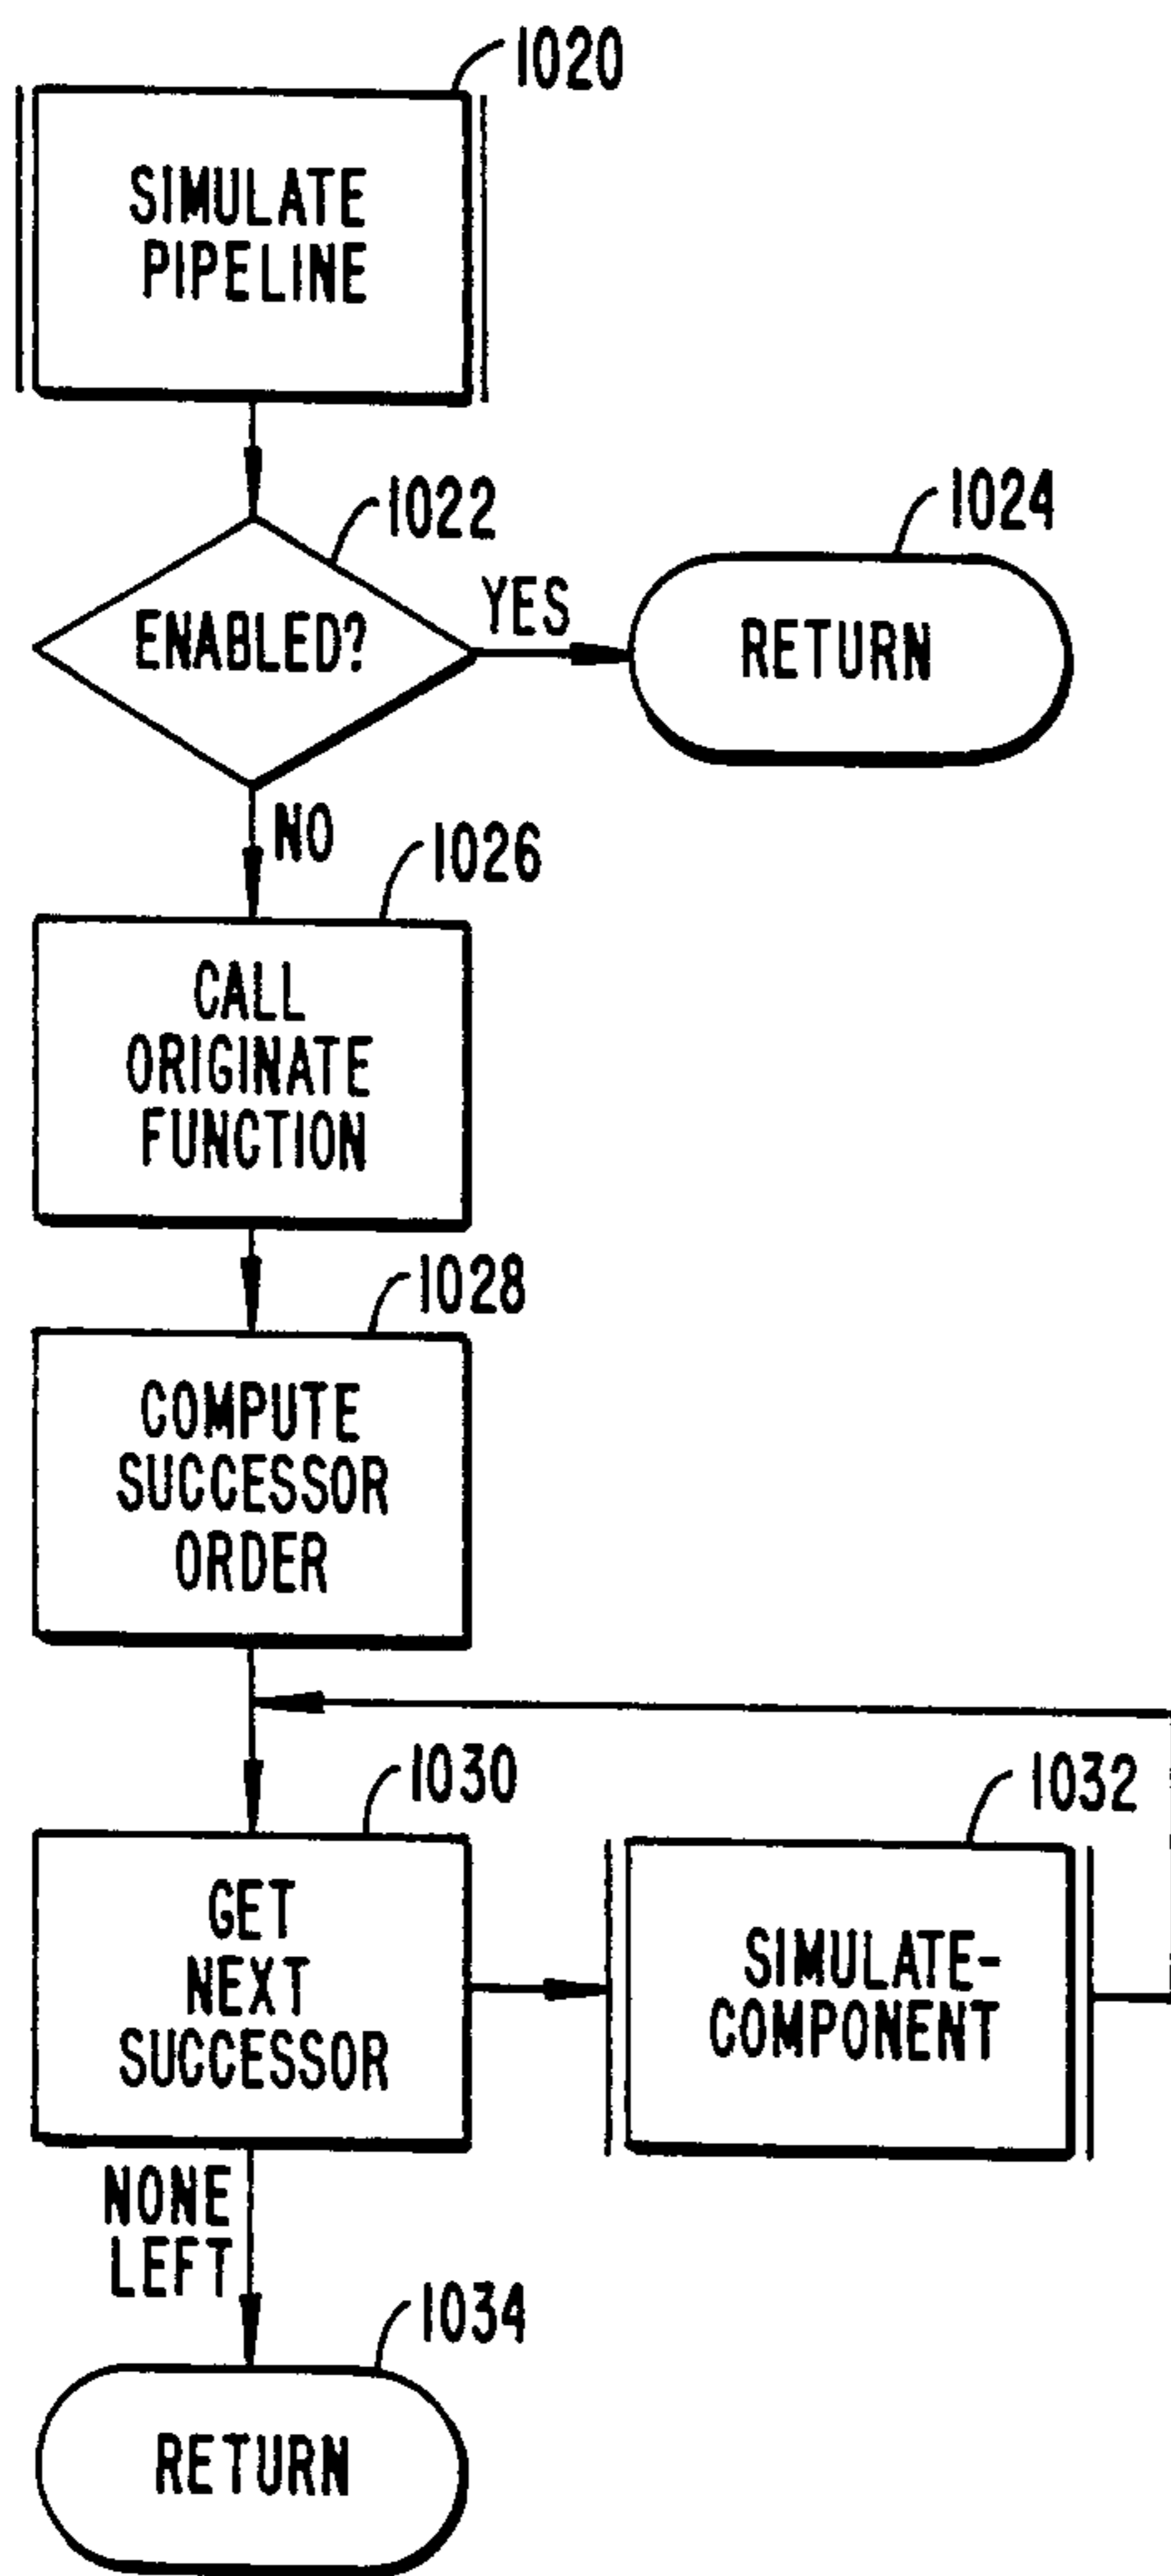 1020
SIMULATE
PIPELINE
1022
ENABLED?
YES
1024
RETURN
NO
1026
CALL
ORIGINATE
FUNCTION
1028
COMPUTE
SUCCESSOR
ORDER
1030
GET
NEXT
SUCCESSOR
1032
SIMULATE-
COMPONENT
NONE
LEFT
1034
RETURN